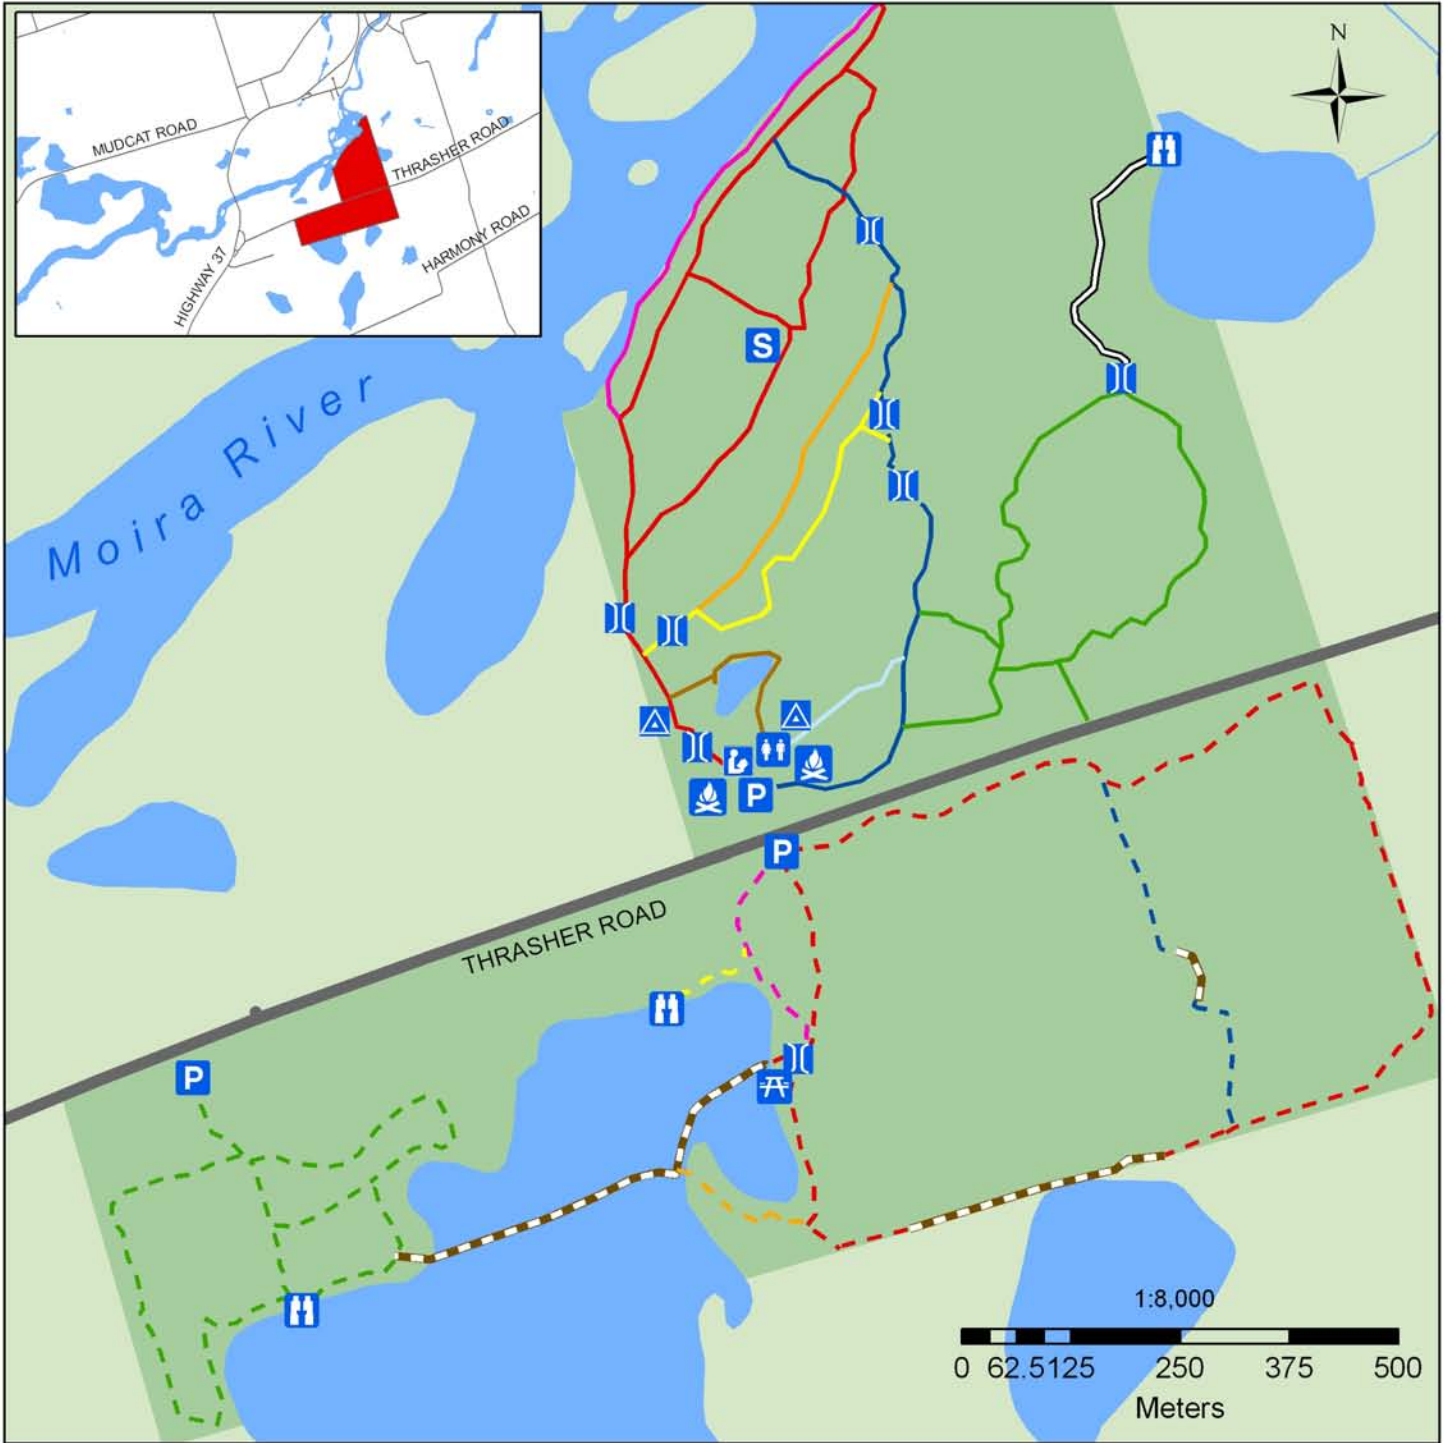 MUDCAT ROAD
THRASHER ROAD
HARMONY ROAD
HIGHWAY 37
N
S
Moira River
P
P
THRASHER ROAD
P
1:8,000
0 62.5125 250 375 500
Meters